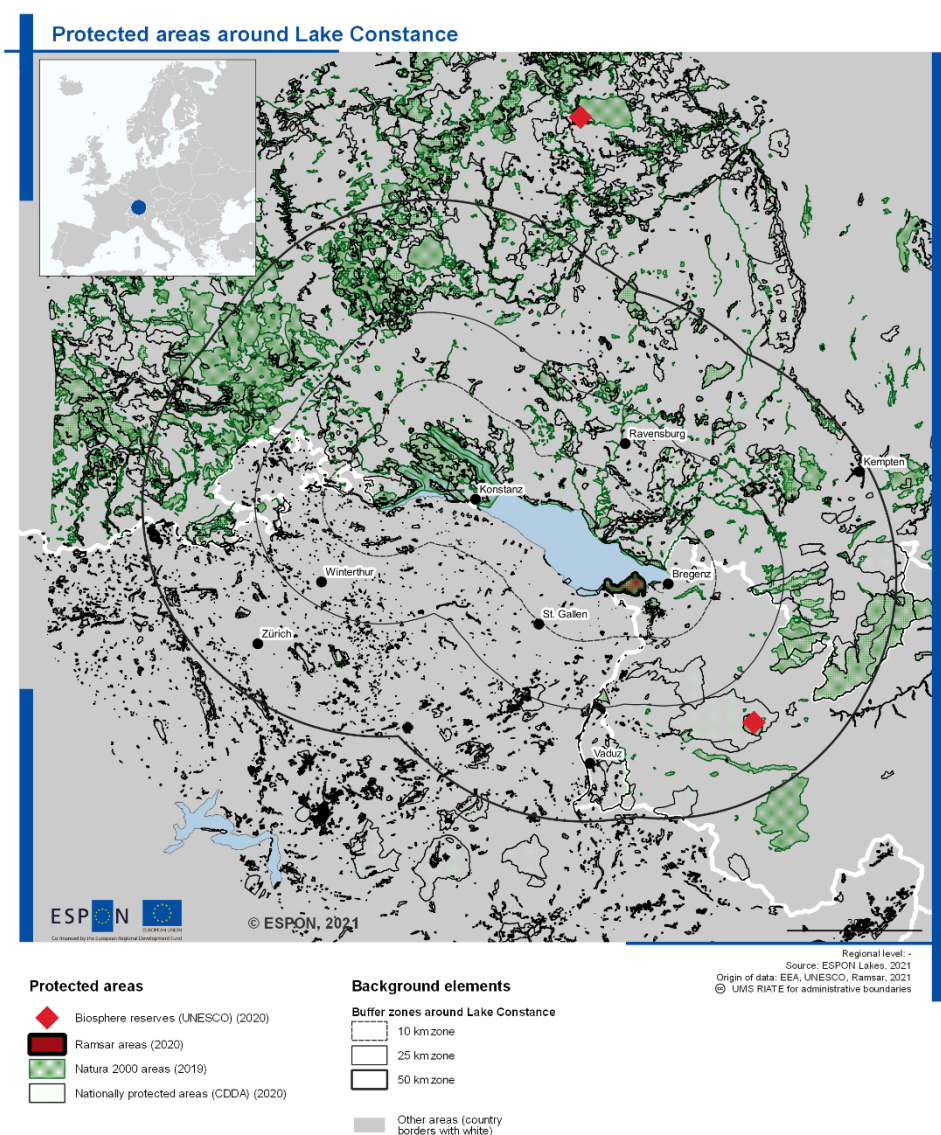 Protected areas around Lake Constance
Ravensburg
Kempten
Konstanz
Winterthur
Bregenz
St. Gallen
Zürich
Vaduz
ESPON
EUROPEAN UNION
Co-financed by the European Regional Development Fund
© ESPON, 2021
Regional level: -
Source: ESPON Lakes, 2021
Origin of data: EEA, UNESCO, Ramsar, 2021
UMS RIATE for administrative boundaries
Protected areas
Biosphere reserves (UNESCO) (2020)
Ramsar areas (2020)
Natura 2000 areas (2019)
Nationally protected areas (CDDA) (2020)
Background elements
Buffer zones around Lake Constance
10 km zone
25 km zone
50 km zone
Other areas (country
borders with white)